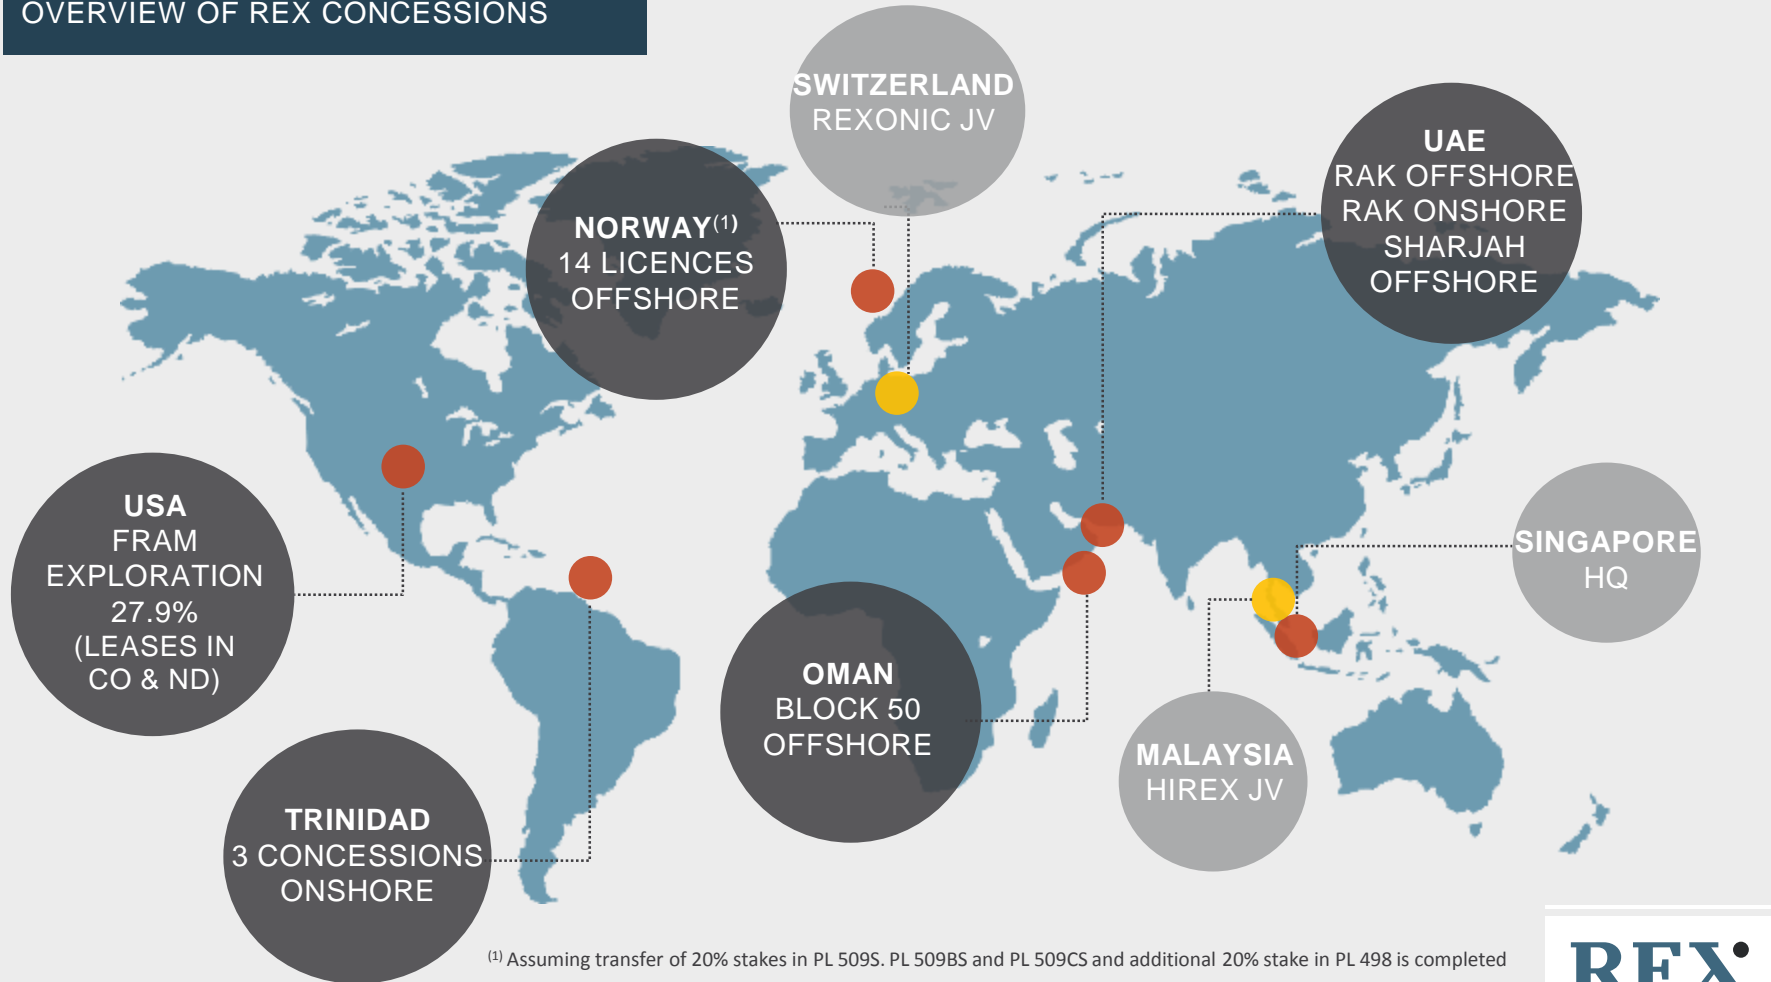 OVERVIEW OF REX CONCESSIONS
SWITZERLAND
REXONIC JV
UAE
RAK OFFSHORE
RAK ONSHORE
SHARJAH
OFFSHORE
NORWAY(1)
14 LICENCES
OFFSHORE
USA
FRAM
EXPLORATION
27.9%
(LEASES IN
CO & ND)
SINGAPORE
HQ
OMAN
BLOCK 50
OFFSHORE
MALAYSIA
HIREX JV
TRINIDAD
3 CONCESSIONS
ONSHORE
(1) Assuming transfer of 20% stakes in PL 509S. PL 509BS and PL 509CS and additional 20% stake in PL 498 is completed
REX